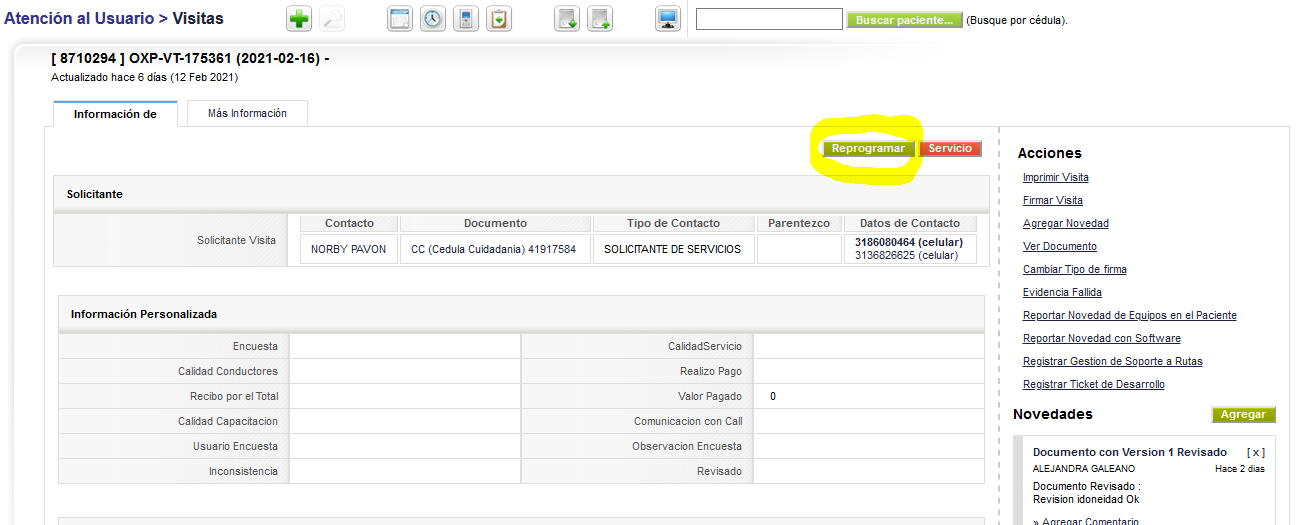 Atención al Usuario > Visitas
Buscar paciente...
(Busque por cédula).
[ 8710294 ] OXP-VT-175361 (2021-02-16) -
Actualizado hace 6 días (12 Feb 2021)
Información de
Más Información
Reprogramar
Servicio
Solicitante
Solicitante Visita
Contacto Documento Tipo de Contacto Parentezco Datos de Contacto
NORBY PAVON CC (Cedula Cuidadania) 41917584 SOLICITANTE DE SERVICIOS 3186080464 (celular)
3136826625 (celular)
Información Personalizada
Encuesta CalidadServicio
Calidad Conductores Realizo Pago
Recibo por el Total Valor Pagado 0
Calidad Capacitacion Comunicacion con Call
Usuario Encuesta Observacion Encuesta
Inconsistencia Revisado
Acciones
Imprimir Visita
Firmar Visita
Agregar Novedad
Ver Documento
Cambiar Tipo de firma
Evidencia Fallida
Reportar Novedad de Equipos en el Paciente
Reportar Novedad con Software
Registrar Gestion de Soporte a Rutas
Registrar Ticket de Desarrollo
Novedades
Agregar
Documento con Version 1 Revisado [ x ]
ALEJANDRA GALEANO Hace 2 dias
Documento Revisado :
Revision idoneidad Ok
» Agregar Comentario